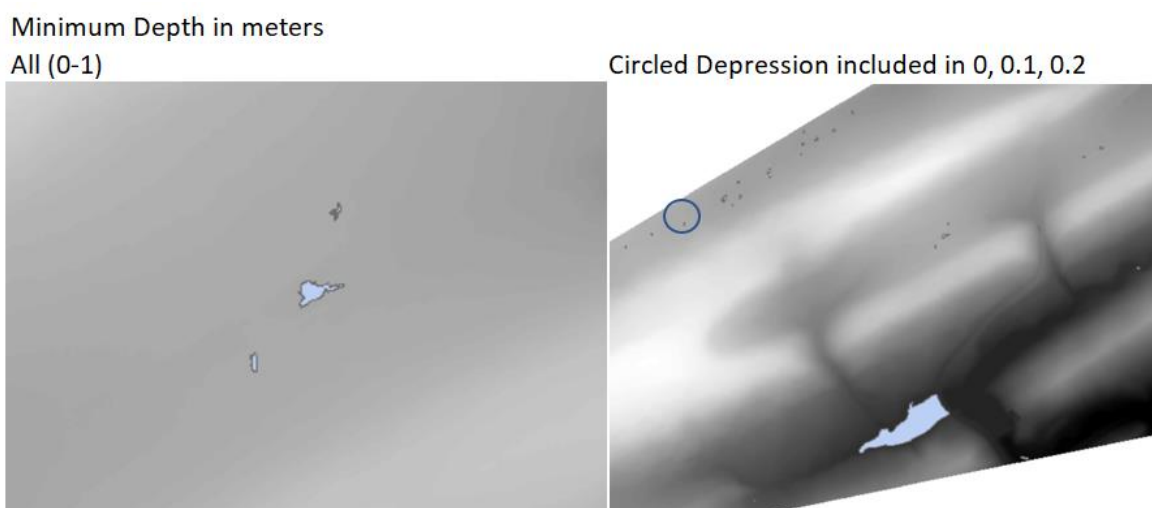 Minimum Depth in meters
All (0-1)
Circled Depression included in 0, 0.1, 0.2